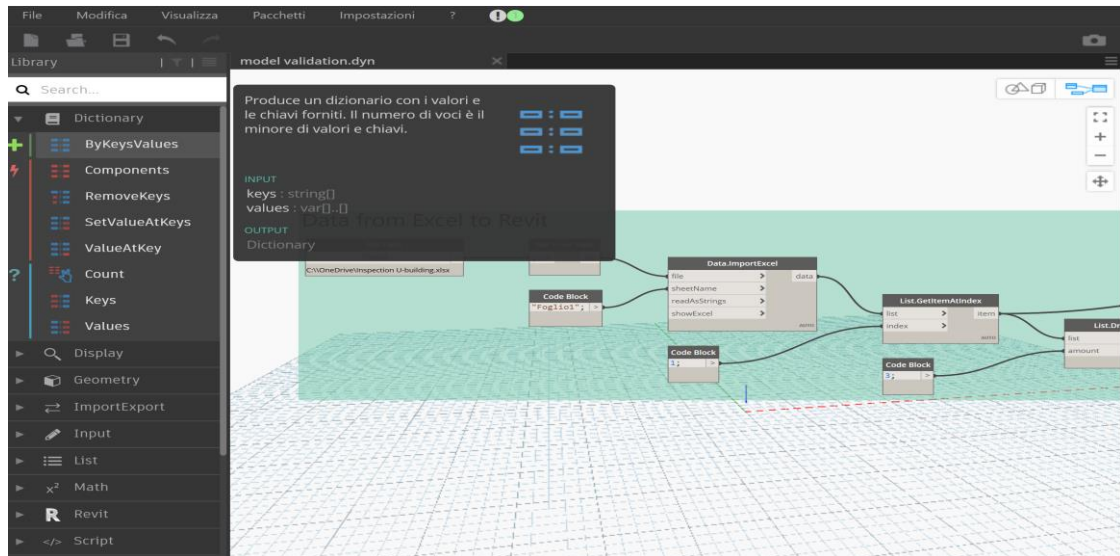 File Modifica Visualizza Pacchetti Impostazioni ?
Library
model validation.dyn
Search...
Dictionary
ByKeysValues
Components
RemoveKeys
SetValueAtKeys
ValueAtKey
Count
Keys
Values
Display
Geometry
ImportExport
Input
List
Math
Revit
Script
Produce un dizionario con i valori e
le chiavi forniti. Il numero di voci è il
minore di valori e chiavi.
INPUT
keys : string[]
values : var[]..[]
OUTPUT
Dictionary
Data from Excel to Revit
C:\\OneDrive\Inspection U-building.xlsx
Code Block
"Foglio1"; >
Data.ImportExcel
file > data
sheetName >
readAsStrings >
showExcel >
AUTO
Code Block
1; >
List.GetItemAtIndex
list > item
index >
AUTO
Code Block
3; >
list
amount